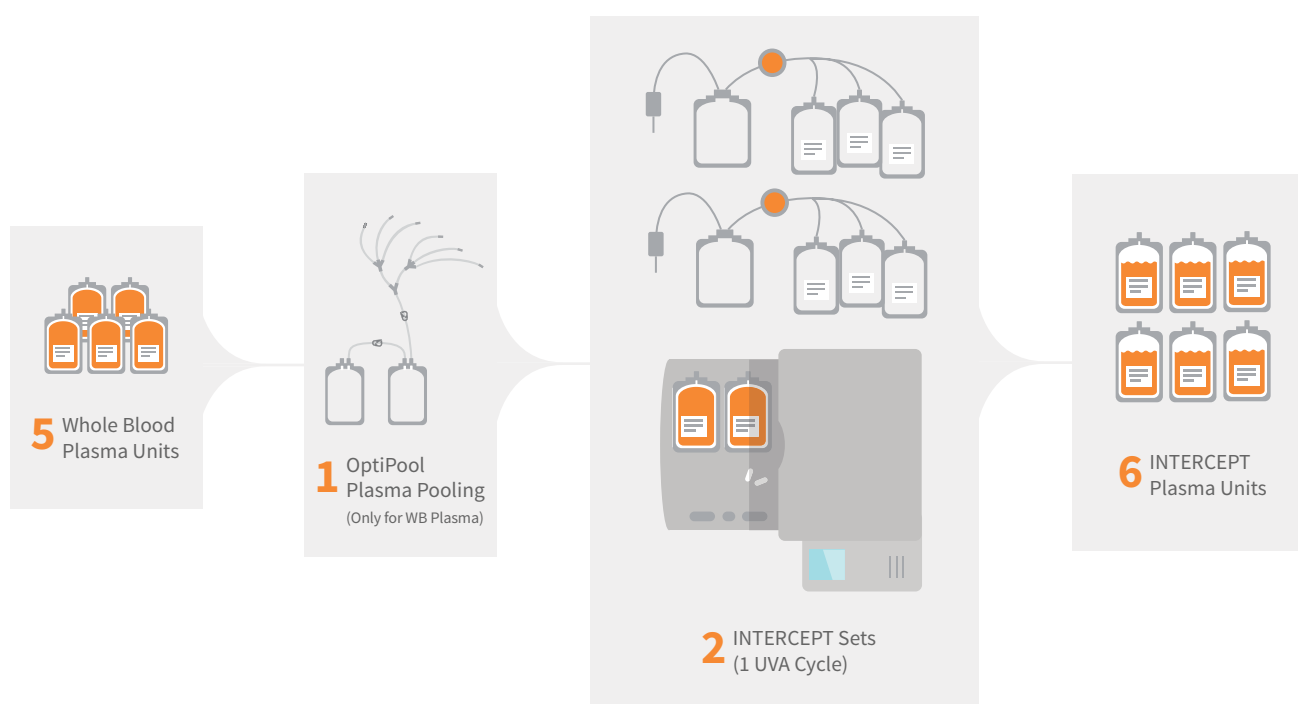 5 Whole Blood
Plasma Units
1 OptiPool
Plasma Pooling
(Only for WB Plasma)
2 INTERCEPT Sets
(1 UVA Cycle)
6 INTERCEPT
Plasma Units